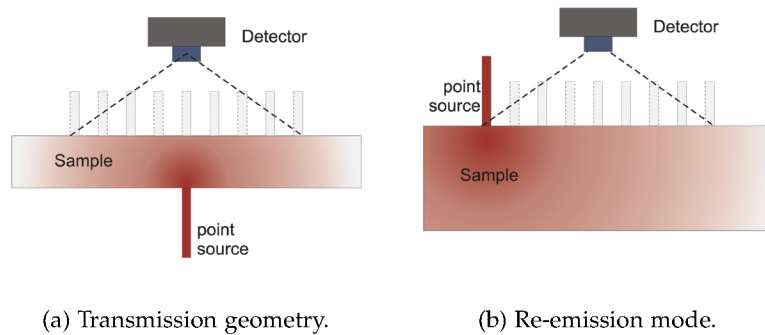 Detector
Sample
point
source
(a) Transmission geometry.
Detector
point
source
Sample
(b) Re-emission mode.